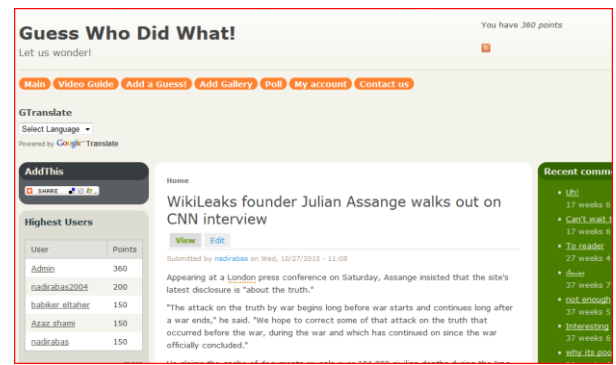 Guess Who Did What!
Let us wonder!
You have 360 points
Main Video Guide Add a Guess! Add Gallery Poll My account Contact us
GTranslate
Select Language
Powered by Google Translate
AddThis
SHARE
Highest Users
User Points
Admin 360
nadirabas2004 200
babiker eltaher 150
Azaz shami 150
nadirabas 150
Home
WikiLeaks founder Julian Assange walks out on
CNN interview
View Edit
Submitted by nadirabas on Wed, 10/27/2010 - 11:08
Appearing at a London press conference on Saturday, Assange insisted that the site's
latest disclosure is "about the truth."
"The attack on the truth by war begins long before war starts and continues long after
a war ends," he said. "We hope to correct some of that attack on the truth that
occurred before the war, during the war and which has continued on since the war
officially concluded."
Recent comm
Uh!
17 weeks 6
Can't wait t
17 weeks 6
To reader
27 weeks 4
37 weeks 7
not enough
37 weeks 5
Interesting
37 weeks 6
why its poo